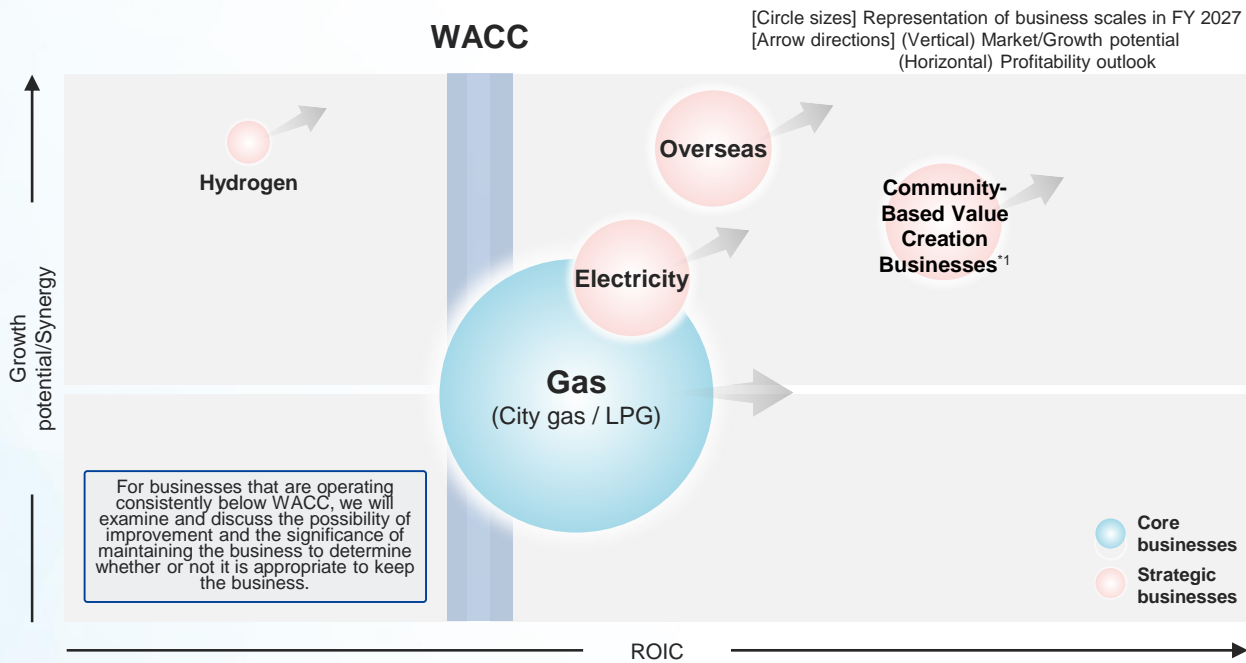 WACC
[Circle sizes] Representation of business scales in FY 2027
[Arrow directions] (Vertical) Market/Growth potential
(Horizontal) Profitability outlook
Growth
potential/Synergy
Hydrogen
Overseas
Community-
Based Value
Creation
Businesses*1
Electricity
Gas
(City gas / LPG)
For businesses that are operating
consistently below WACC, we will
examine and discuss the possibility of
improvement and the significance of
maintaining the business to determine
whether or not it is appropriate to keep
the business.
Core
businesses
Strategic
businesses
ROIC